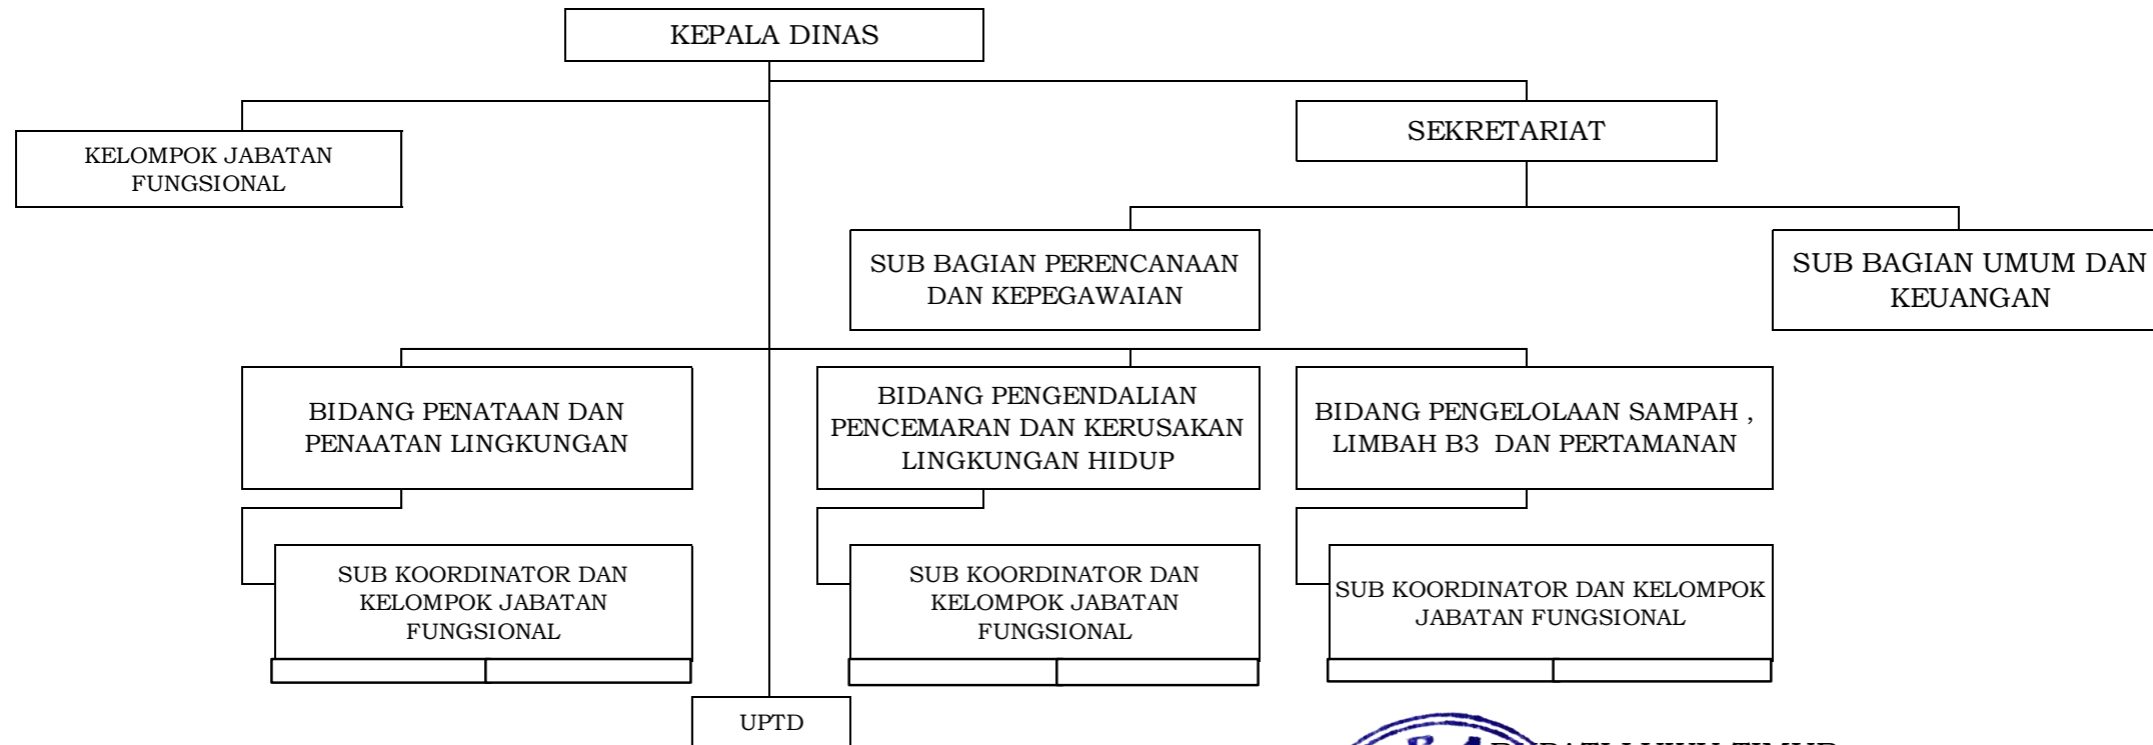 KEPALA DINAS
KELOMPOK JABATAN
FUNGSIONAL
SEKRETARIAT
SUB BAGIAN PERENCANAAN
DAN KEPEGAWAIAN
SUB BAGIAN UMUM DAN
KEUANGAN
BIDANG PENATAAN DAN
PENAATAN LINGKUNGAN
BIDANG PENGENDALIAN
PENCEMARAN DAN KERUSAKAN
LINGKUNGAN HIDUP
BIDANG PENGELOLAAN SAMPAH ,
LIMBAH B3 DAN PERTAMANAN
SUB KOORDINATOR DAN
KELOMPOK JABATAN
FUNGSIONAL
SUB KOORDINATOR DAN
KELOMPOK JABATAN
FUNGSIONAL
SUB KOORDINATOR DAN KELOMPOK
JABATAN FUNGSIONAL
UPTD